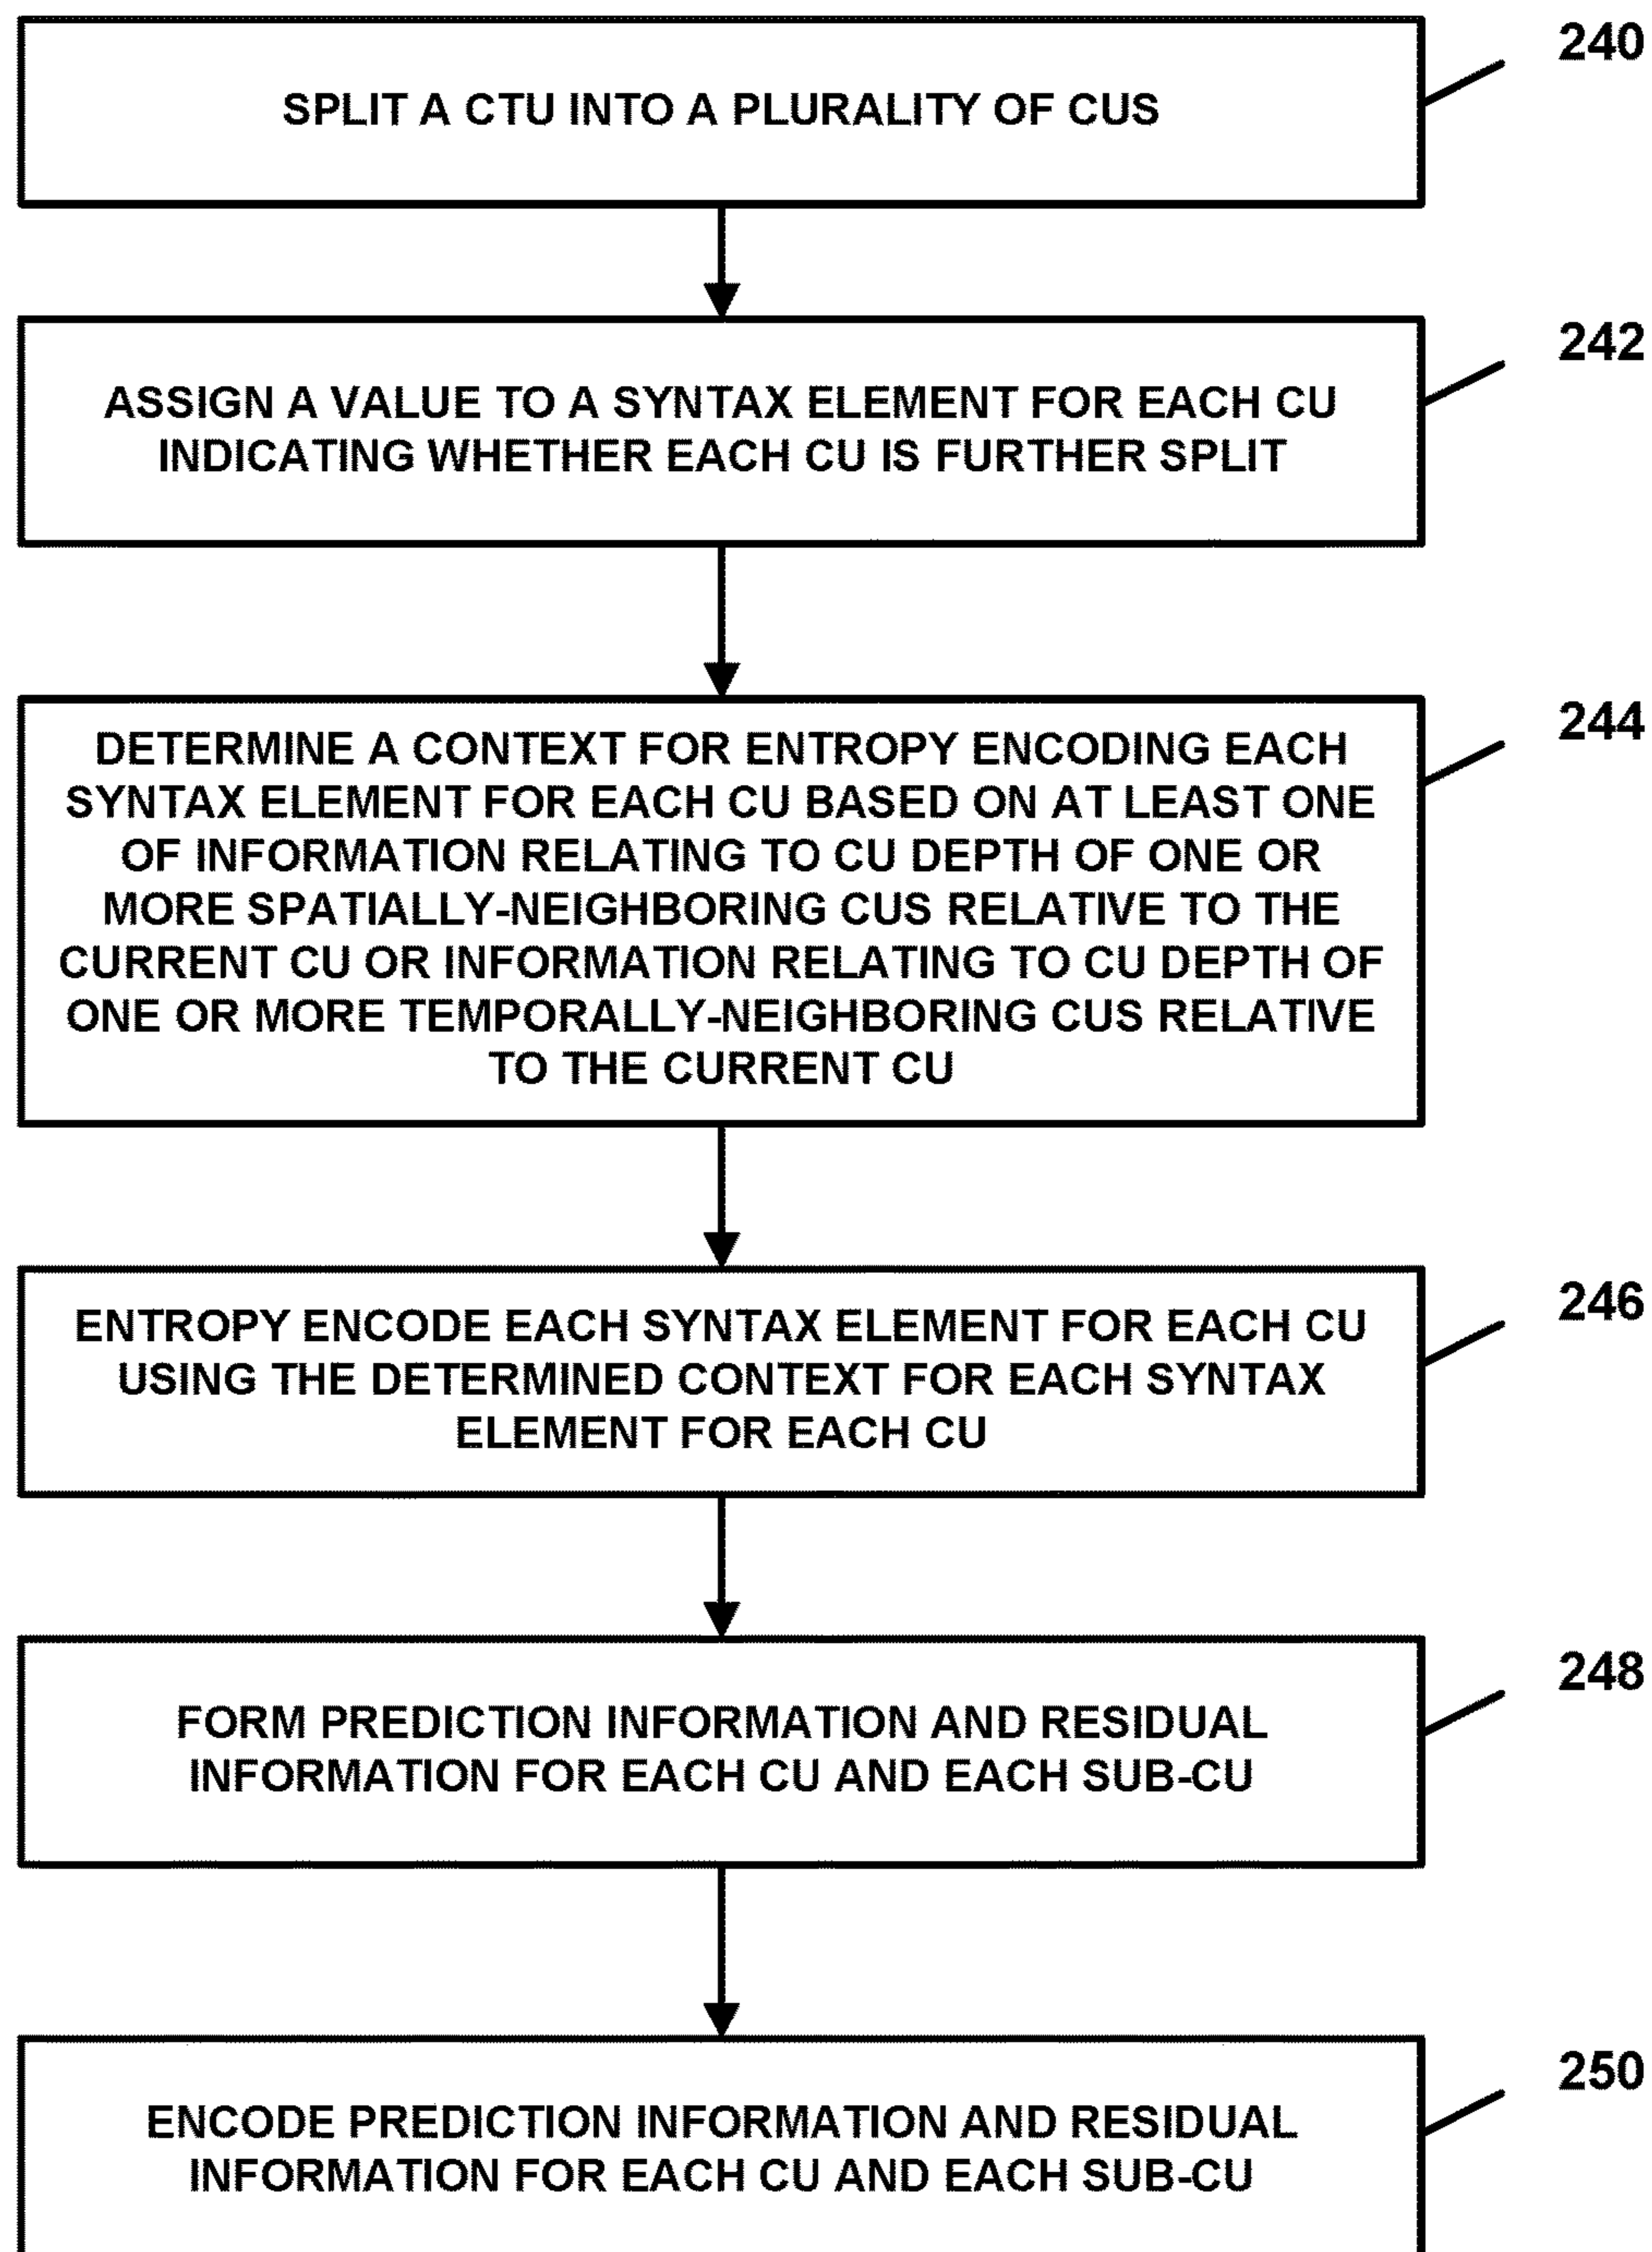 240
SPLIT A CTU INTO A PLURALITY OF CUS
242
ASSIGN A VALUE TO A SYNTAX ELEMENT FOR EACH CU
INDICATING WHETHER EACH CU IS FURTHER SPLIT
244
DETERMINE A CONTEXT FOR ENTROPY ENCODING EACH
SYNTAX ELEMENT FOR EACH CU BASED ON AT LEAST ONE
OF INFORMATION RELATING TO CU DEPTH OF ONE OR
MORE SPATIALLY-NEIGHBORING CUS RELATIVE TO THE
CURRENT CU OR INFORMATION RELATING TO CU DEPTH OF
ONE OR MORE TEMPORALLY-NEIGHBORING CUS RELATIVE
TO THE CURRENT CU
246
ENTROPY ENCODE EACH SYNTAX ELEMENT FOR EACH CU
USING THE DETERMINED CONTEXT FOR EACH SYNTAX
ELEMENT FOR EACH CU
248
FORM PREDICTION INFORMATION AND RESIDUAL
INFORMATION FOR EACH CU AND EACH SUB-CU
250
ENCODE PREDICTION INFORMATION AND RESIDUAL
INFORMATION FOR EACH CU AND EACH SUB-CU